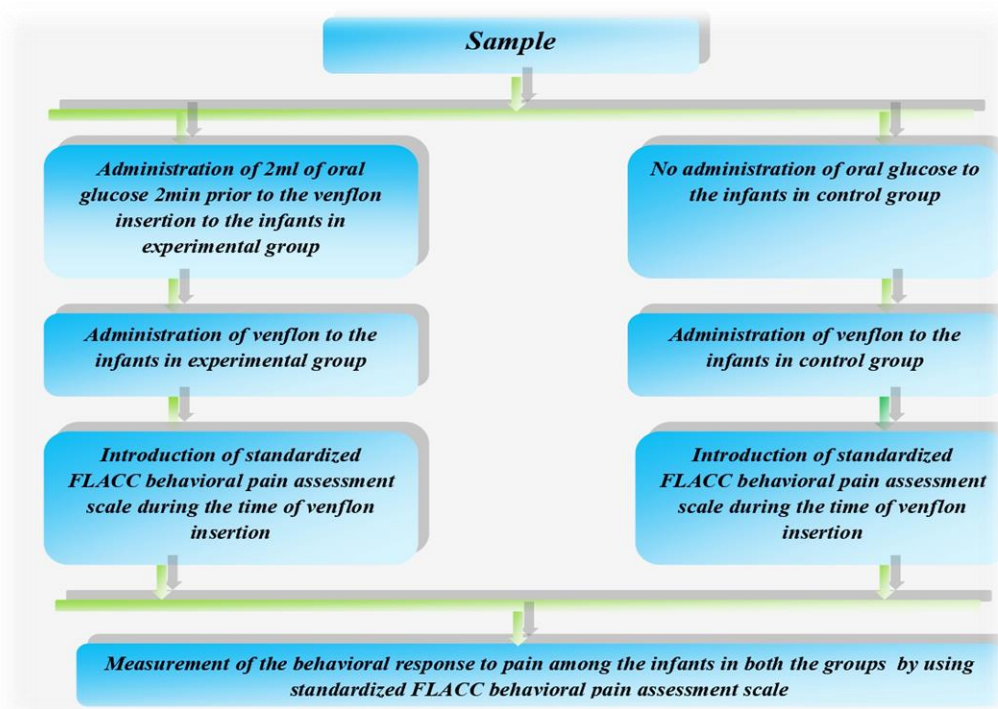 Sample
Administration of 2ml of oral
glucose 2min prior to the venflon
insertion to the infants in
experimental group
No administration of oral glucose to
the infants in control group
Administration of venflon to the
infants in experimental group
Administration of venflon to the
infants in control group
Introduction of standardized
FLACC behavioral pain assessment
scale during the time of venflon
insertion
Introduction of standardized
FLACC behavioral pain assessment
scale during the time of venflon
insertion
Measurement of the behavioral response to pain among the infants in both the groups by using
standardized FLACC behavioral pain assessment scale